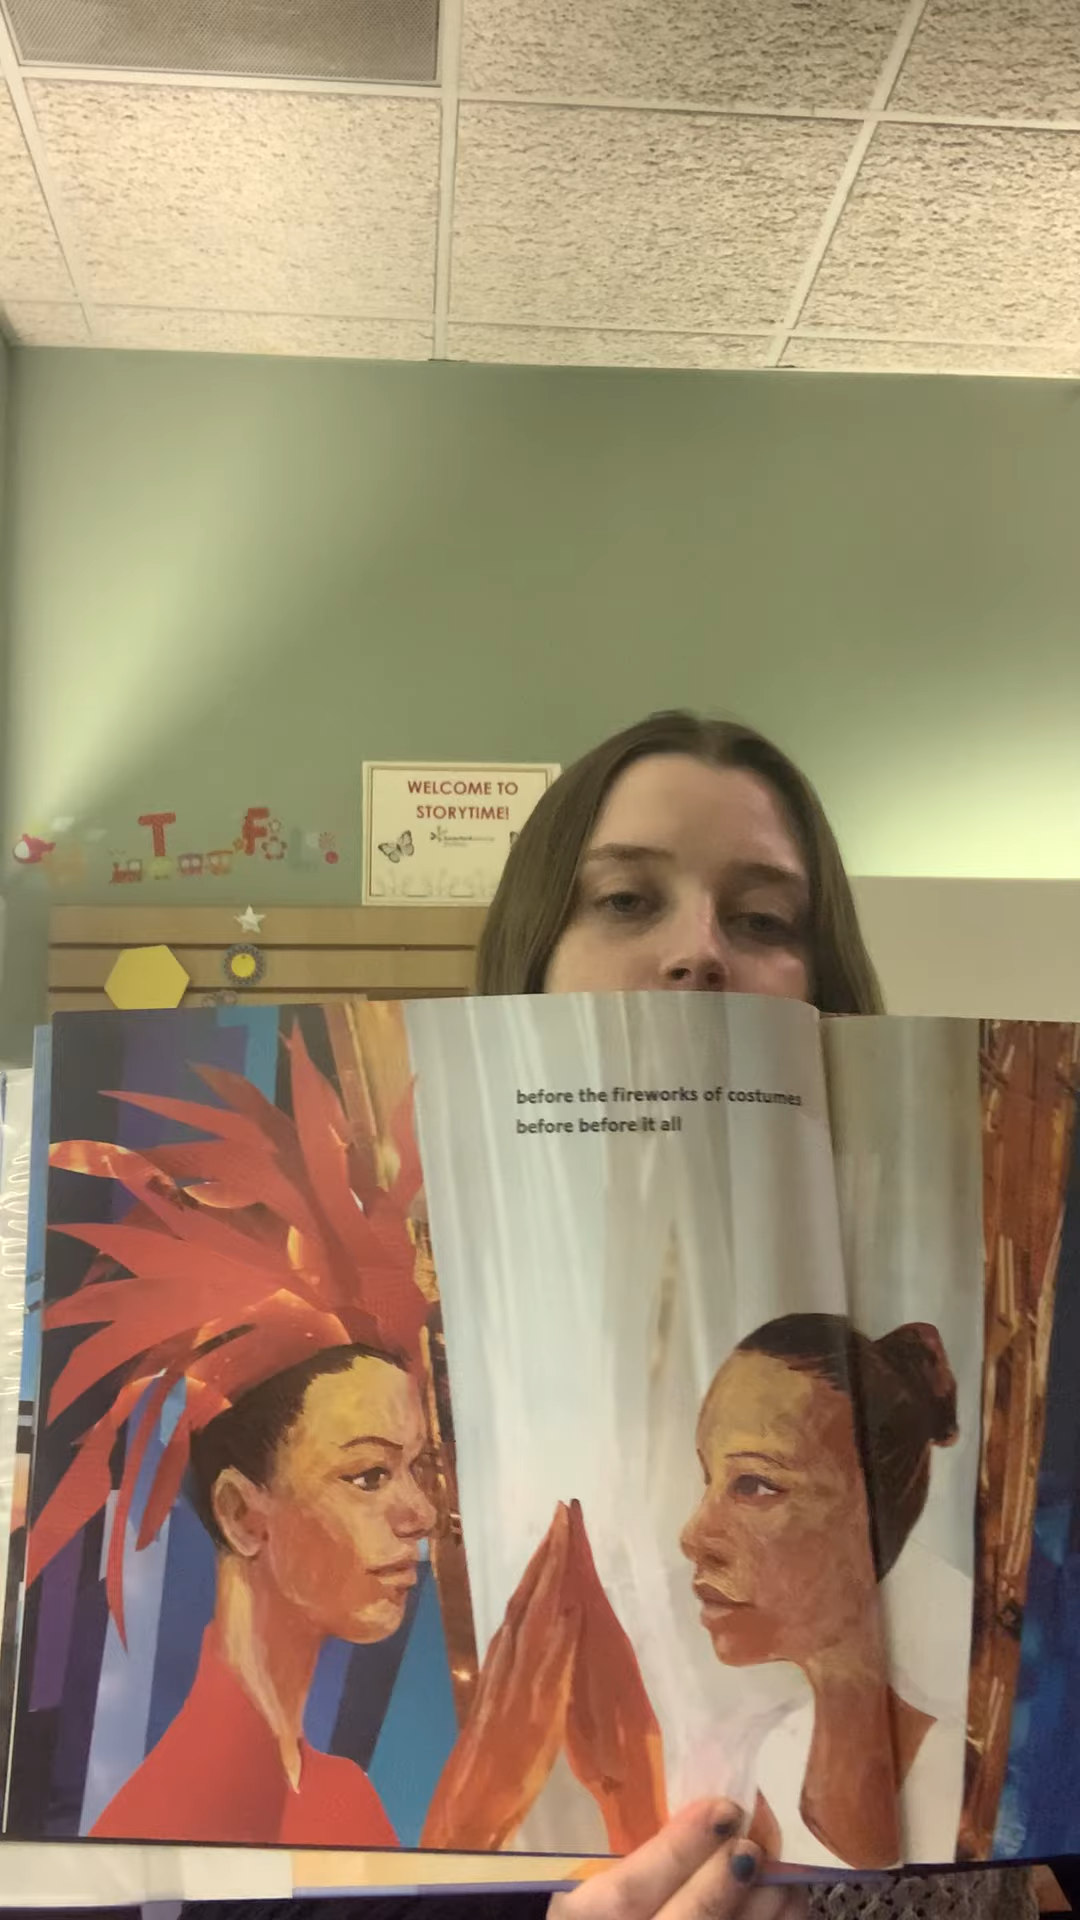 WELCOME TO
STORYTIME!
T F
before the fireworks of costumes
before before it all